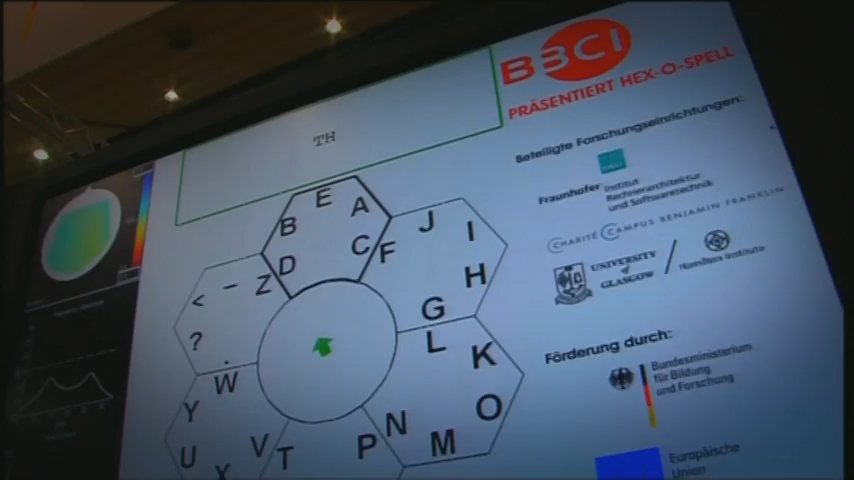 BBCI
PRÄSENTIERT HEX-O-SPELL
TH
Beteiligte Forschungseinrichtungen:
Fraunhofer Institut
Rechnerarchitektur
und Softwaretechnik
CHARITÉ CAMPUS BENJAMIN FRANKLIN
UNIVERSITY
of
GLASGOW
Hamilton Institute
Förderung durch:
Bundesministerium
für Bildung
und Forschung
Europäische
Union
E
B A
D C
F J I
H
G
L K
O
N M
P
T
< - Z
?
.
W
Y
U V
X